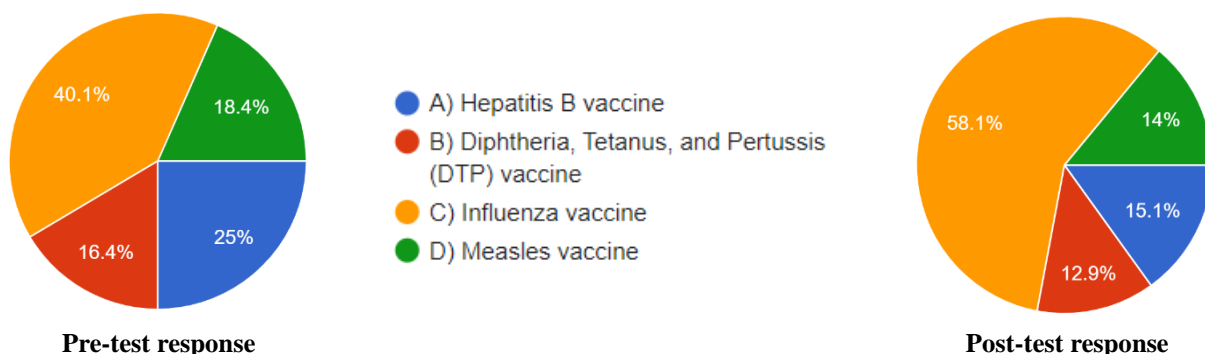 40.1%
18.4%
16.4%
25%
Pre-test response
A) Hepatitis B vaccine
B) Diphtheria, Tetanus, and Pertussis
(DTP) vaccine
C) Influenza vaccine
D) Measles vaccine
58.1%
14%
15.1%
12.9%
Post-test response